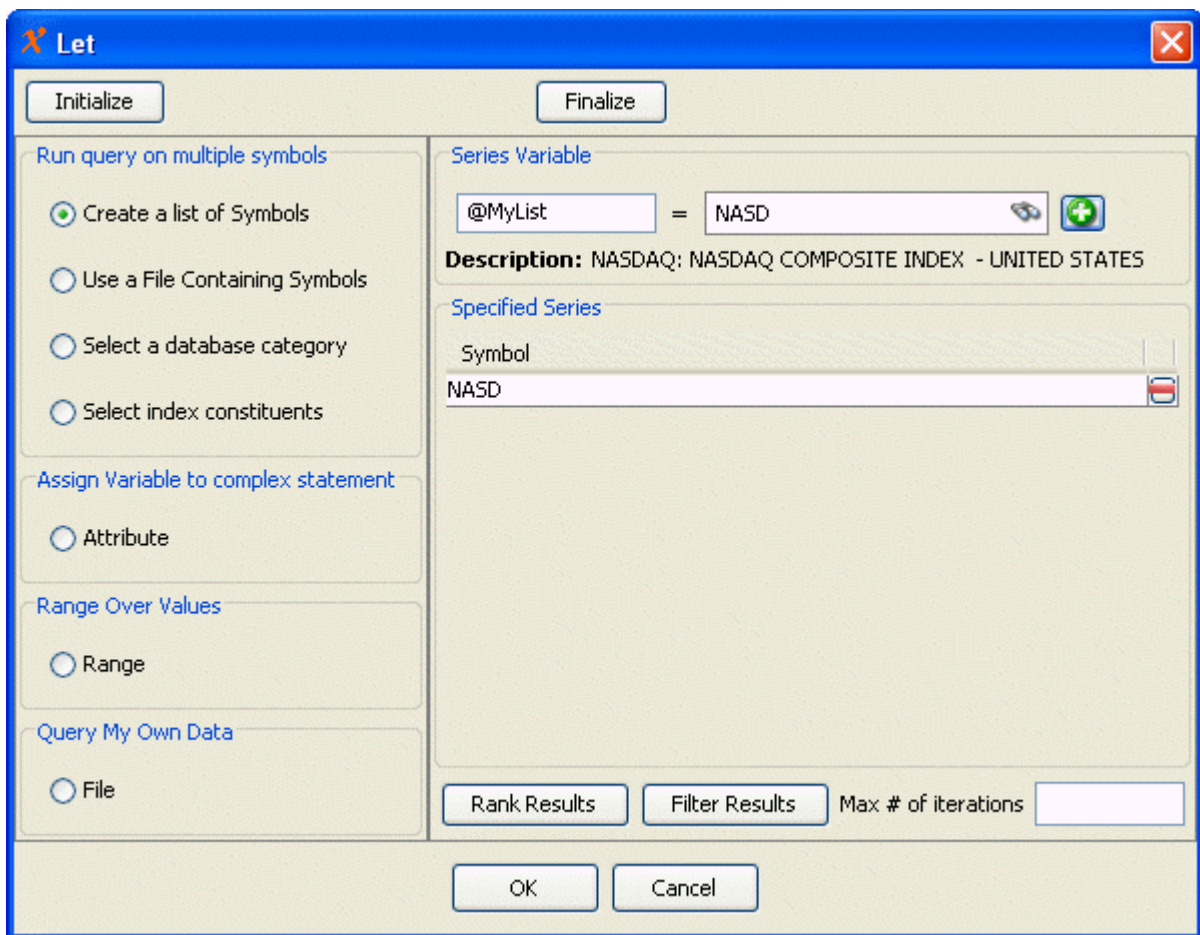 Let
Initialize
Finalize
Run query on multiple symbols
Create a list of Symbols
Use a File Containing Symbols
Select a database category
Select index constituents
Assign Variable to complex statement
Attribute
Range Over Values
Range
Query My Own Data
File
Series Variable
@MyList = NASD
Description: NASDAQ: NASDAQ COMPOSITE INDEX - UNITED STATES
Specified Series
Symbol
NASD
Rank Results Filter Results Max # of iterations
OK Cancel